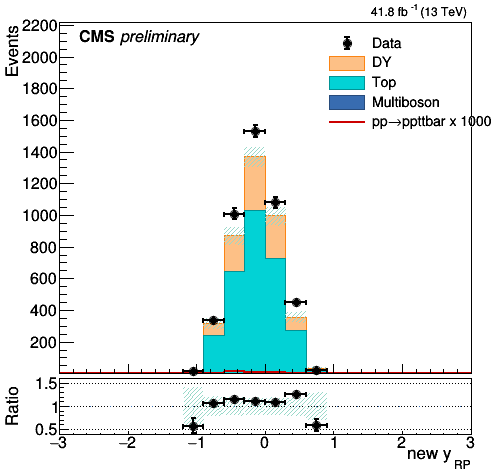 41.8 fb⁻¹ (13 TeV)
CMS preliminary
Events
2200
2000
1800
1600
1400
1200
1000
800
600
400
200
Data
DY
Top
Multiboson
pp→ppttbar x 1000
Ratio
1.5
1
0.5
−3 −2 −1 0 1 2 3
new y_RP